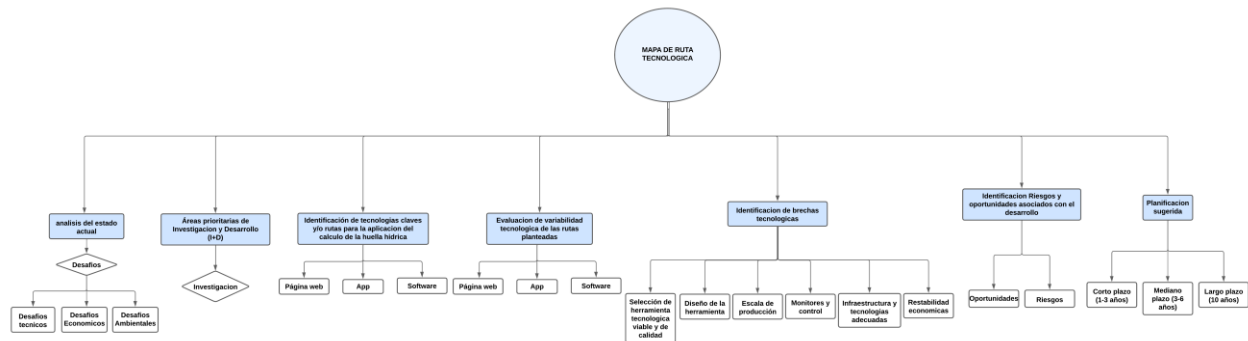 MAPA DE RUTA
TECNOLOGICA
analisis del estado
actual
Desafios
Desafios
tecnicos
Desafios
Economicos
Desafios
Ambientales
Áreas prioritarias de
Investigacion y Desarrollo
(I+D)
Investigacion
Identificación de tecnologías claves
y/o rutas para la aplicacion del
calculo de la huella hidrica
Página web
App
Software
Evaluacion de variabilidad
tecnologica de las rutas
planteadas
Página web
App
Software
Identificacion de brechas
tecnologicas
Selección de
herramienta
tecnologica
viable y de
calidad
Diseño de la
herramienta
Escala de
producción
Monitores y
control
Infraestructura y
tecnologías
adecuadas
Restabilidad
economicas
Identificacion Riesgos y
oportunidades asociados con el
desarrollo
Oportunidades
Riesgos
Planificacion
sugerida
Corto plazo
(1-3 años)
Mediano
plazo (3-6
años)
Largo plazo
(10 años)